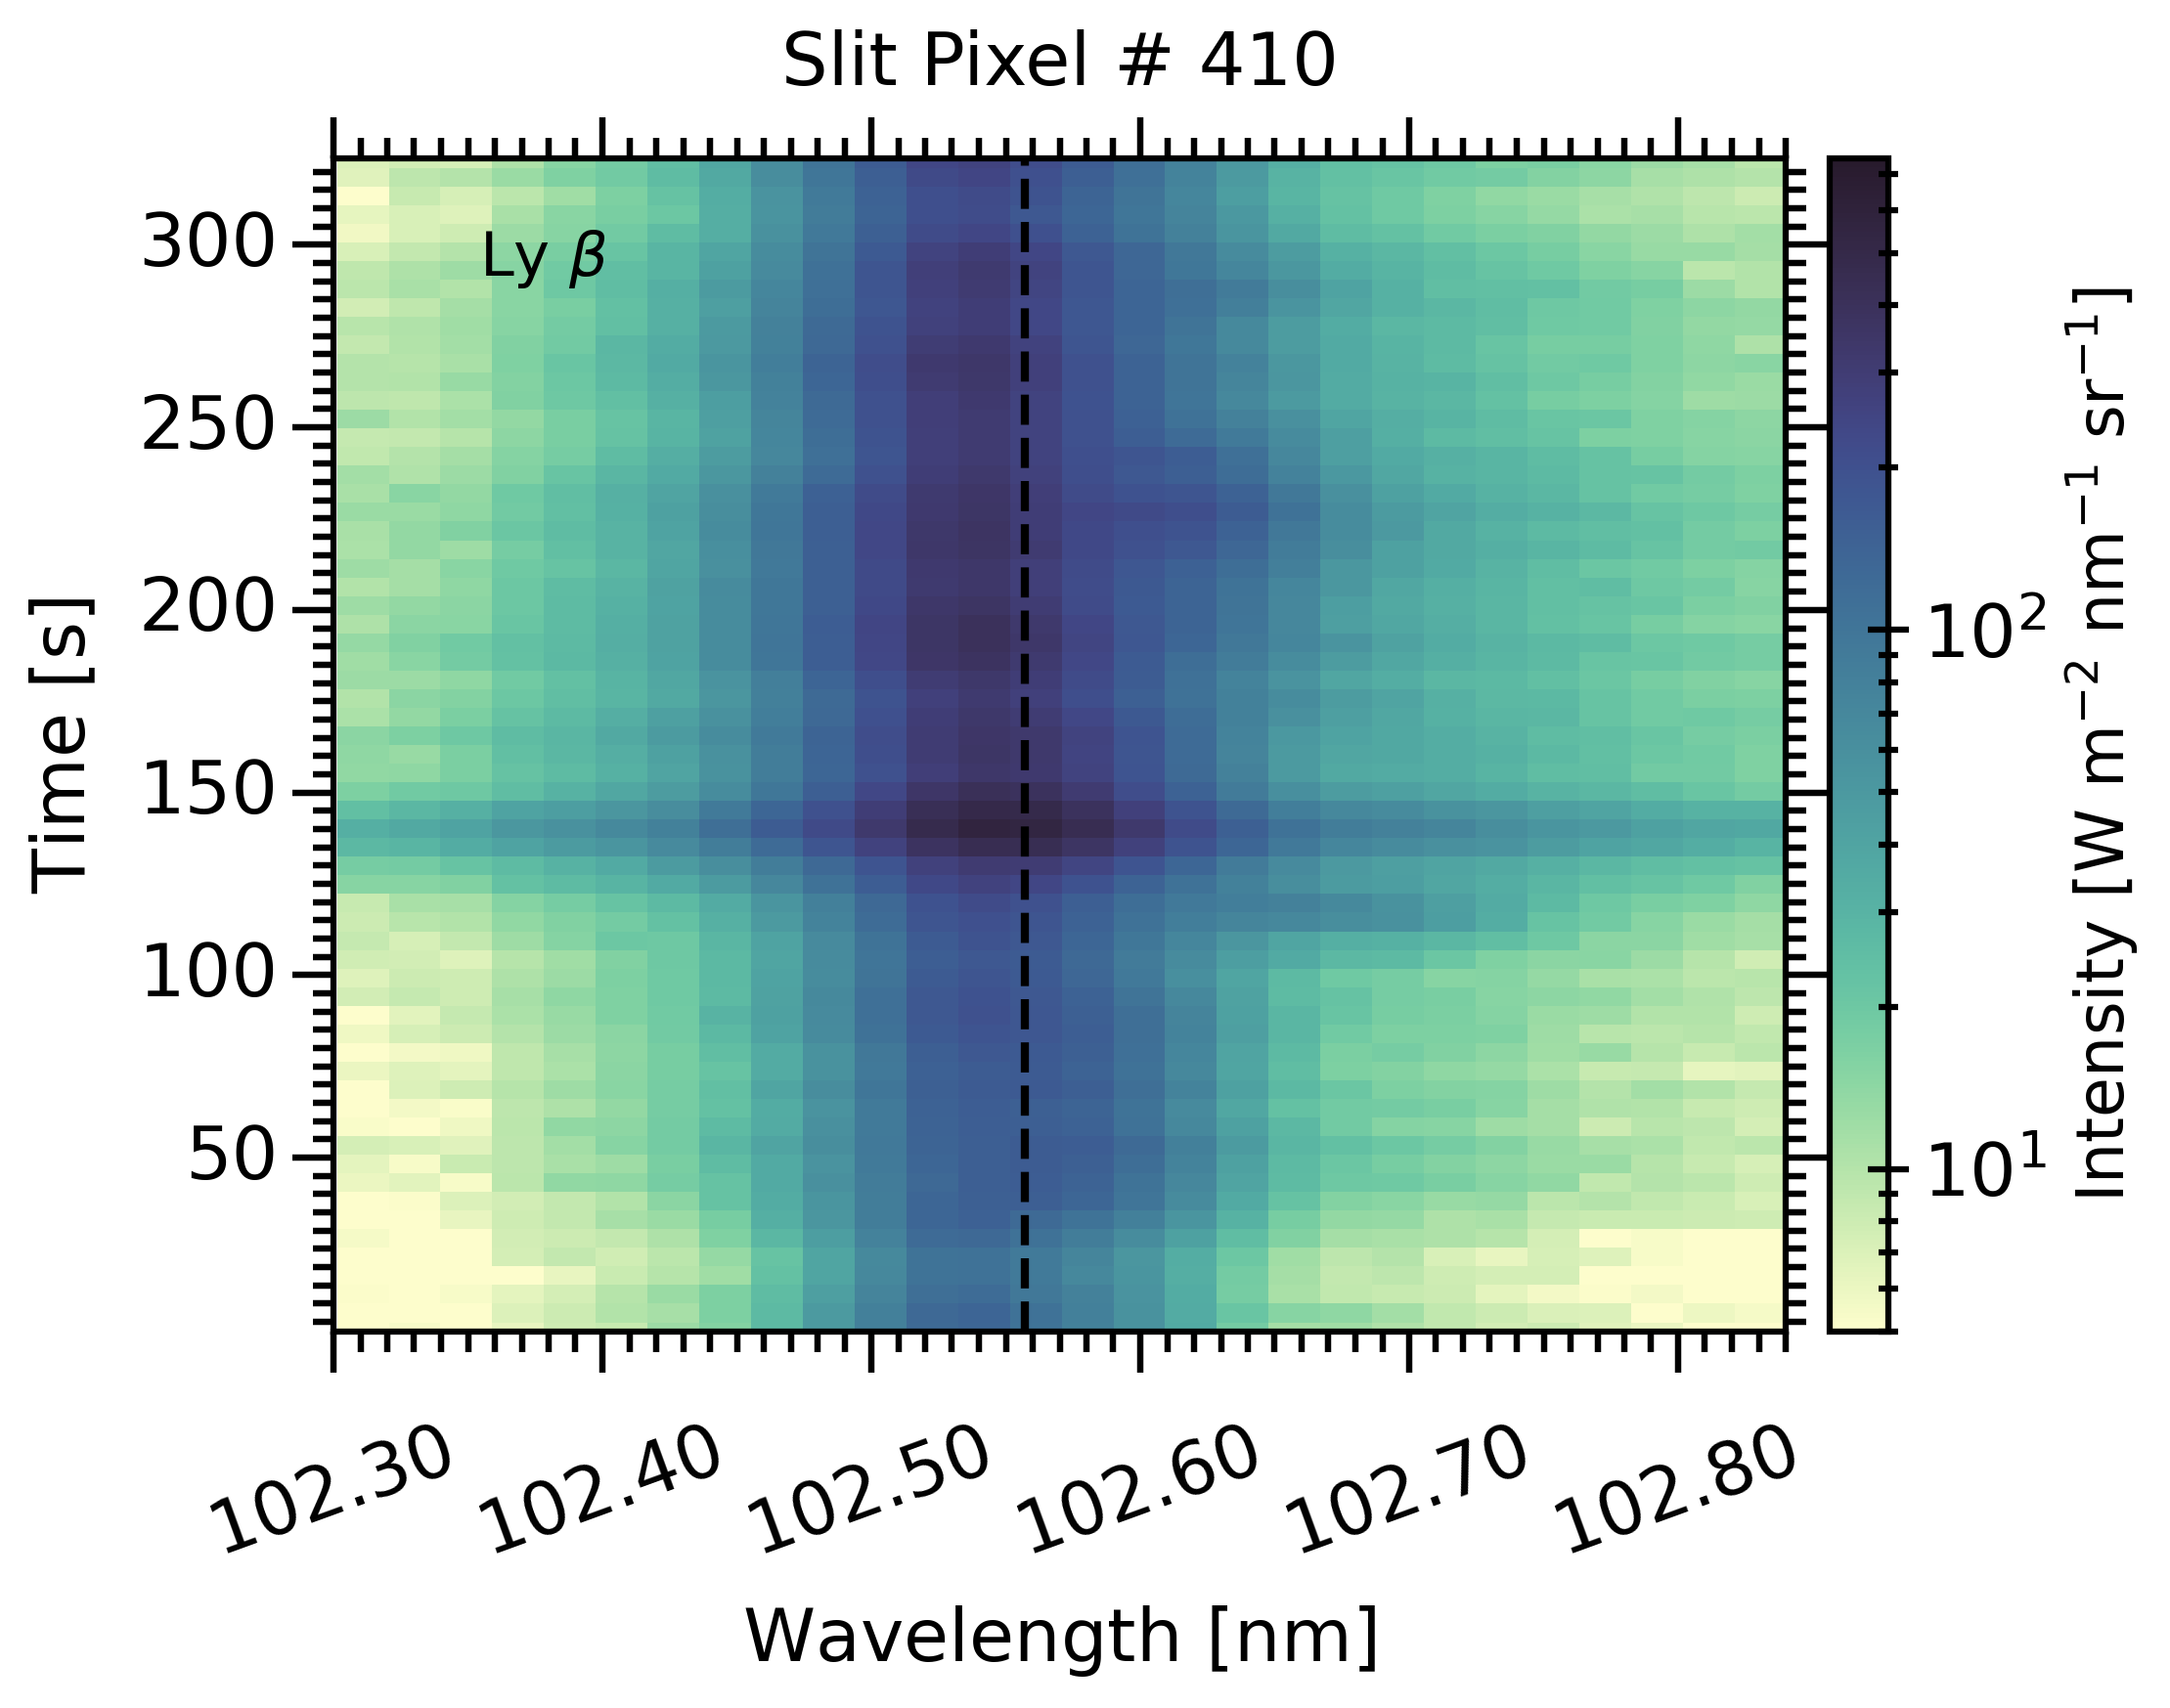 Slit Pixel # 410
Ly β
300
250
200
150
100
50
Time [s]
102.30 102.40 102.50 102.60 102.70 102.80
Wavelength [nm]
10²
10¹
Intensity [W m⁻² nm⁻¹ sr⁻¹]